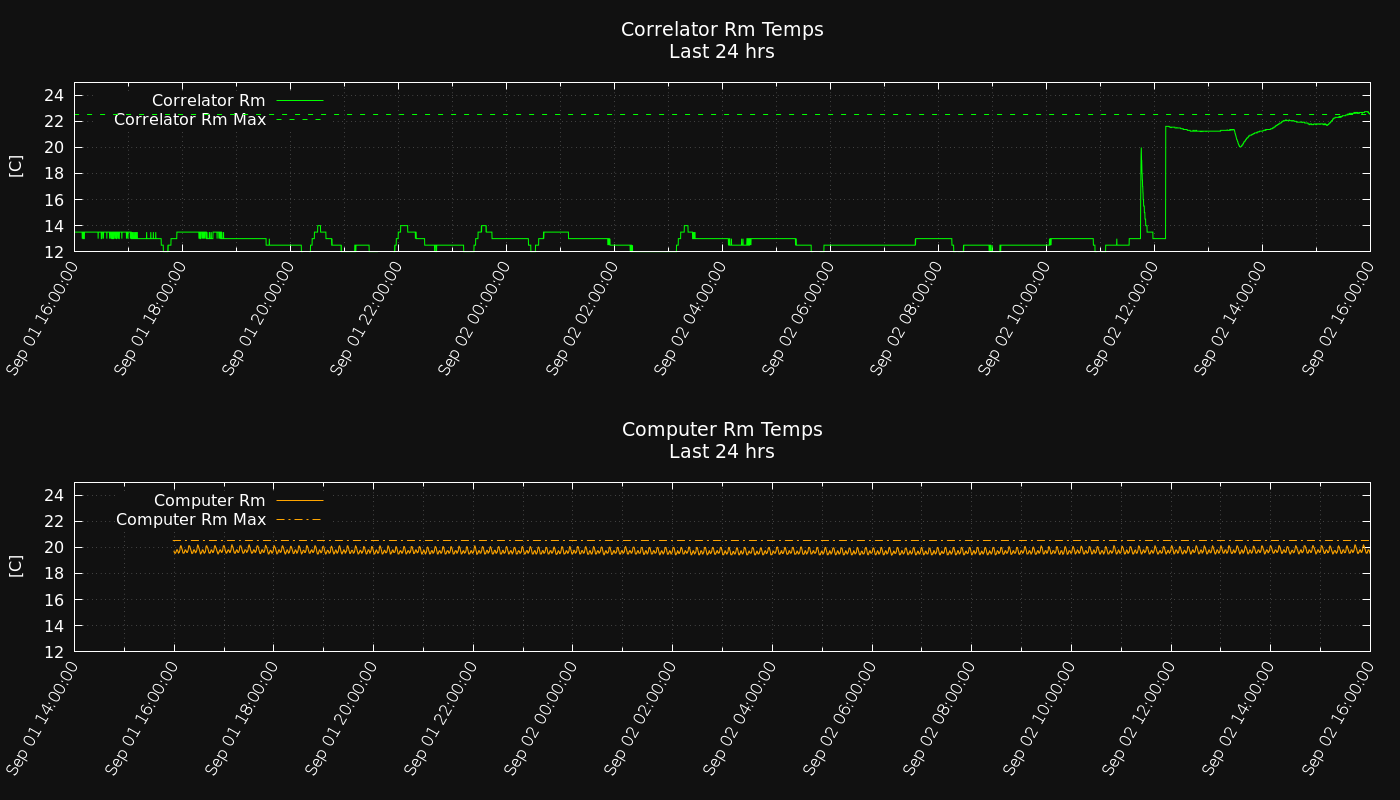 Correlator Rm Temps
Last 24 hrs
24
22
20
18
16
14
12
[C]
Correlator Rm
Correlator Rm Max
Sep 01 16:00:00
Sep 01 18:00:00
Sep 01 20:00:00
Sep 01 22:00:00
Sep 02 00:00:00
Sep 02 02:00:00
Sep 02 04:00:00
Sep 02 06:00:00
Sep 02 08:00:00
Sep 02 10:00:00
Sep 02 12:00:00
Sep 02 14:00:00
Sep 02 16:00:00
Computer Rm Temps
Last 24 hrs
24
22
20
18
16
14
12
[C]
Computer Rm
Computer Rm Max
Sep 01 14:00:00
Sep 01 16:00:00
Sep 01 18:00:00
Sep 01 20:00:00
Sep 01 22:00:00
Sep 02 00:00:00
Sep 02 02:00:00
Sep 02 04:00:00
Sep 02 06:00:00
Sep 02 08:00:00
Sep 02 10:00:00
Sep 02 12:00:00
Sep 02 14:00:00
Sep 02 16:00:00